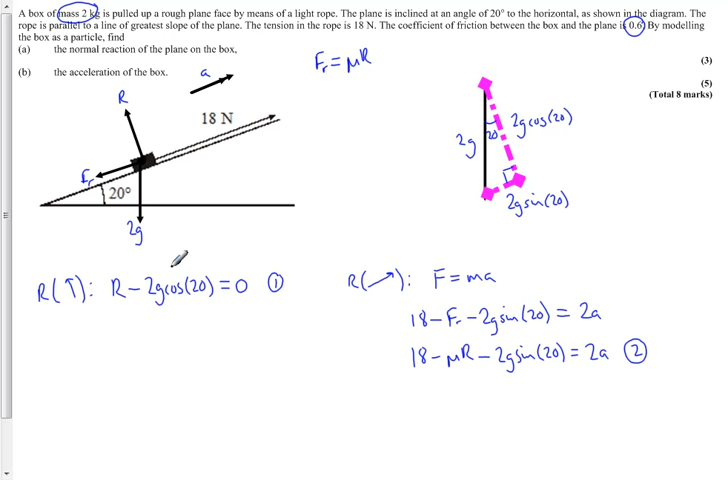 A box of mass 2 kg is pulled up a rough plane face by means of a light rope. The plane is inclined at an angle of 20° to the horizontal, as shown in the diagram. The
rope is parallel to a line of greatest slope of the plane. The tension in the rope is 18 N. The coefficient of friction between the box and the plane is 0.6. By modelling
the box as a particle, find
(a) the normal reaction of the plane on the box,
(3)
(b) the acceleration of the box.
(5)
(Total 8 marks)
Fr = μR
a
R
18 N
Fr
20°
2g
2g
20
2gcos(20)
2gsin(20)
R(↑): R - 2gcos(20) = 0 ①
R(↗): F = ma
18 - Fr - 2gsin(20) = 2a
18 - μR - 2gsin(20) = 2a ②